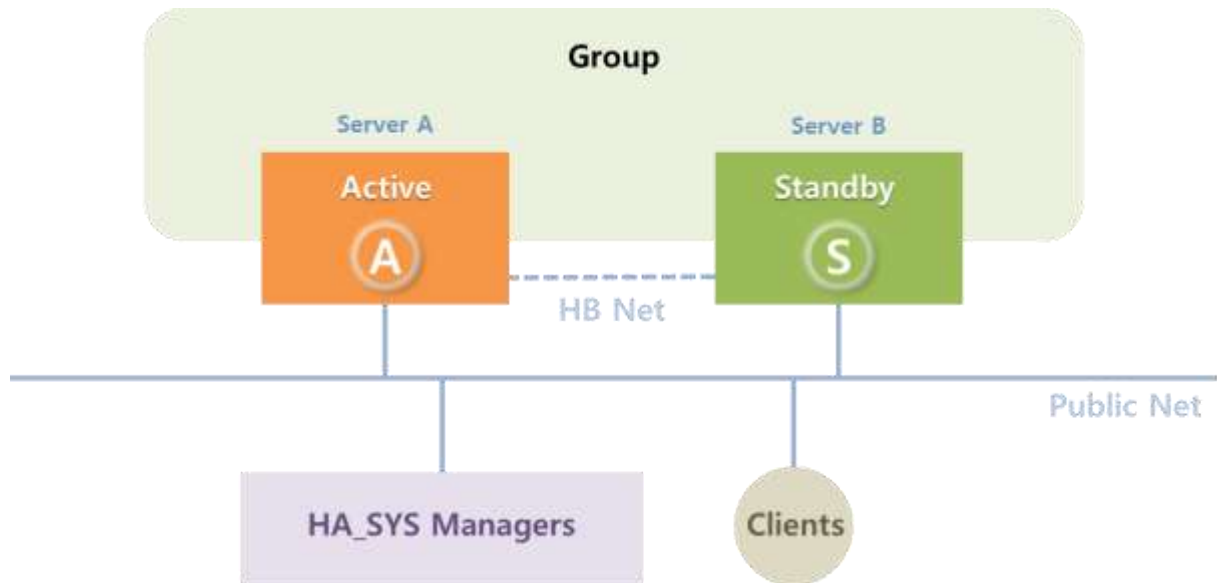 Group
Server A
Server B
Active
Standby
A
S
HB Net
Public Net
HA_SYS Managers
Clients